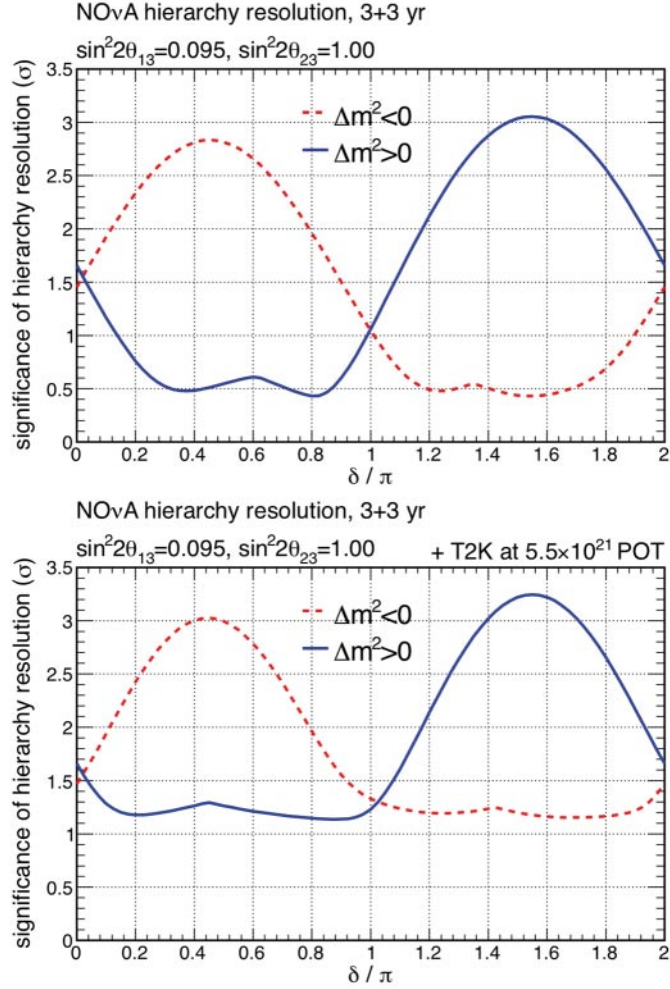 NOνA hierarchy resolution, 3+3 yr
sin²2θ₁₃=0.095, sin²2θ₂₃=1.00
significance of hierarchy resolution (σ)
3.5
3
2.5
2
1.5
1
0.5
0
Δm²<0
Δm²>0
0 0.2 0.4 0.6 0.8 1 1.2 1.4 1.6 1.8 2
δ / π
NOνA hierarchy resolution, 3+3 yr
sin²2θ₁₃=0.095, sin²2θ₂₃=1.00 + T2K at 5.5×10²¹ POT
significance of hierarchy resolution (σ)
3.5
3
2.5
2
1.5
1
0.5
0
Δm²<0
Δm²>0
0 0.2 0.4 0.6 0.8 1 1.2 1.4 1.6 1.8 2
δ / π